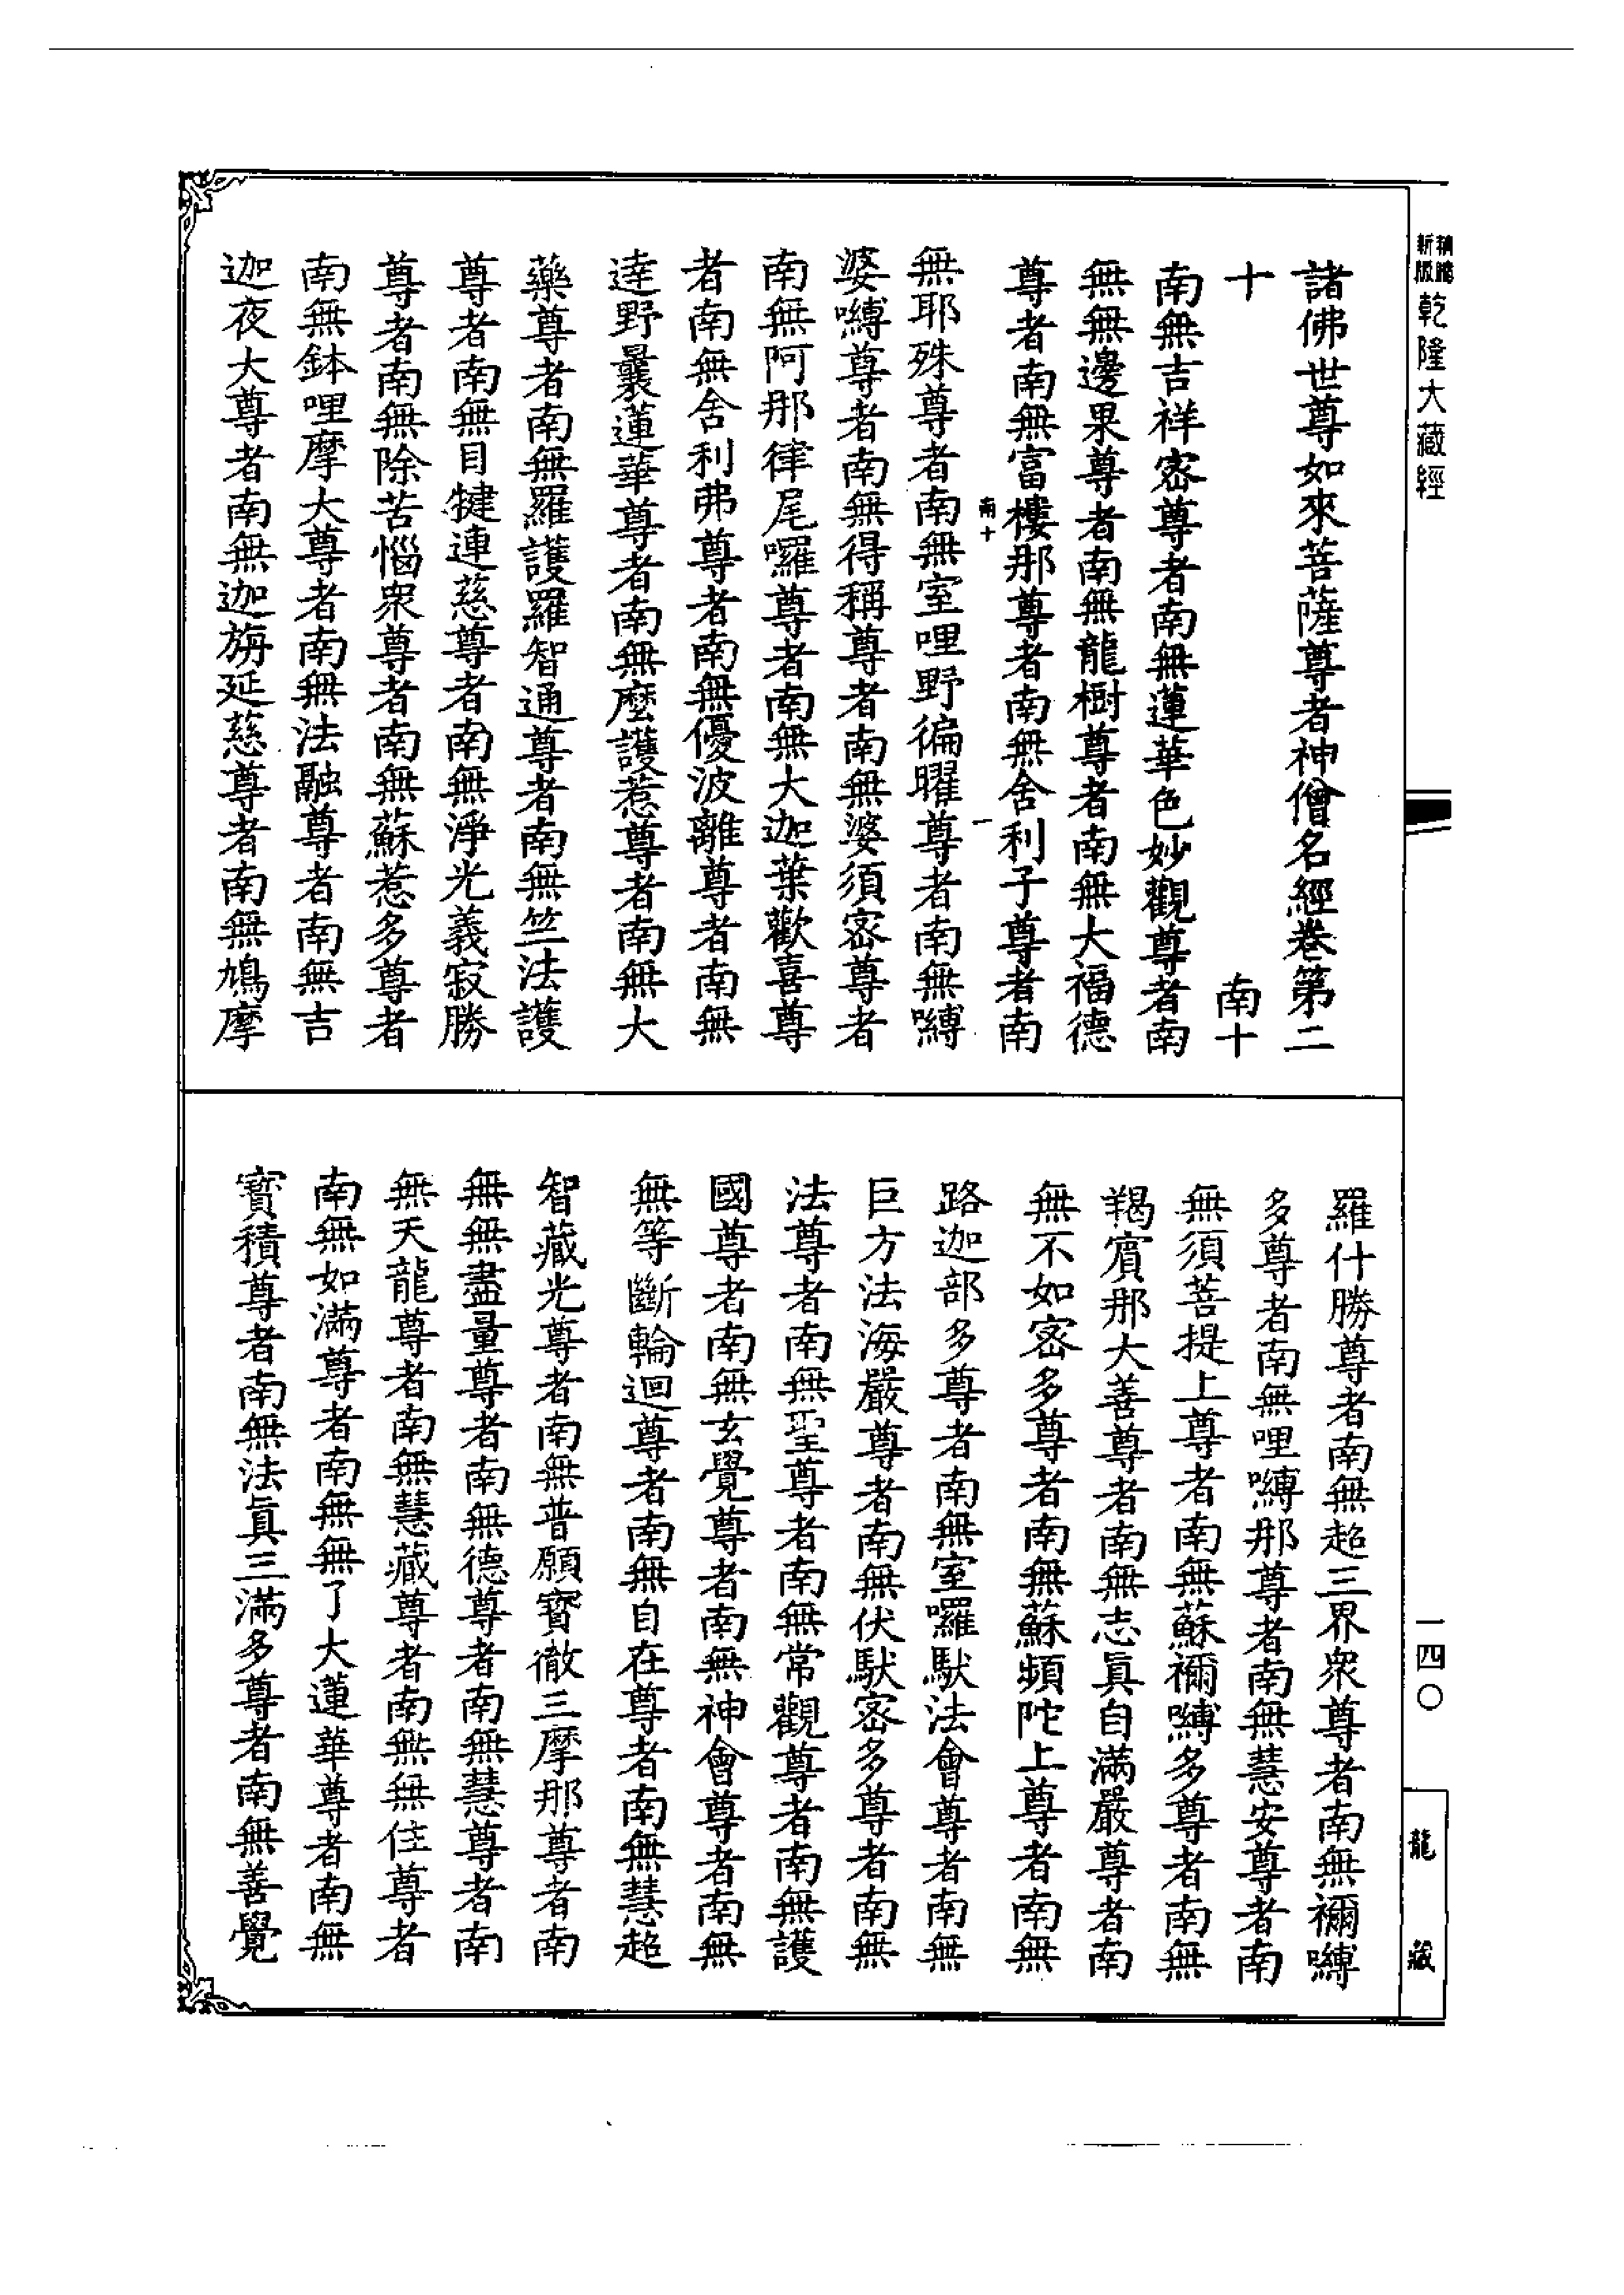 新版
乾隆大藏經
一四〇
龍藏
諸佛世尊如來菩薩尊者神僧名經卷第二
十
南十
南無吉祥密尊者南無蓮華色妙觀尊者南
無無邊果尊者南無龍樹尊者南無大福德
尊者南無富樓那尊者南無舍利子尊者南
南十
一
無耶殊尊者南無室哩野徧曜尊者南無嚩
婆嚩尊者南無得稱尊者南無婆須密尊者
南無阿那律尾囉尊者南無大迦葉歡喜尊
者南無舍利弗尊者南無優波離尊者南無
達野曩蓮華尊者南無麼護惹尊者南無大
藥尊者南無羅護羅智通尊者南無竺法護
尊者南無目犍連慈尊者南無淨光義寂勝
尊者南無除苦惱眾尊者南無蘇惹多尊者
南無鉢哩摩大尊者南無法融尊者南無吉
迦夜大尊者南無迦旃延慈尊者南無鳩摩
羅什勝尊者南無超三界眾尊者南無禰嚩
多尊者南無哩嚩那尊者南無慧安尊者南
無須菩提上尊者南無蘇禰嚩多尊者南無
羯賓那大善尊者南無志真自滿嚴尊者南
無不如密多尊者南無蘇頻陀上尊者南無
路迦部多尊者南無室囉馱法會尊者南無
巨方法海嚴尊者南無伏馱密多尊者南無
法尊者南無聖尊者南無常觀尊者南無護
國尊者南無玄覺尊者南無神會尊者南無
無等斷輪迴尊者南無自在尊者南無慧超
智藏光尊者南無普願寶徹三摩那尊者南
無無盡量尊者南無德尊者南無慧尊者南
無天龍尊者南無慧藏尊者南無無住尊者
南無如滿尊者南無無了大蓮華尊者南無
寶積尊者南無法真三滿多尊者南無善覺